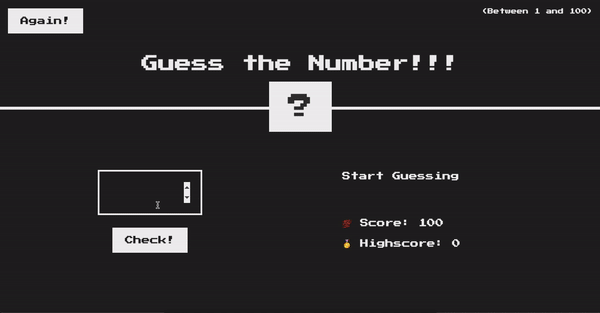 Again!
(Between 1 and 100)
Guess the Number!!!
?
Start Guessing
Check!
💯 Score: 100
🥇 Highscore: 0